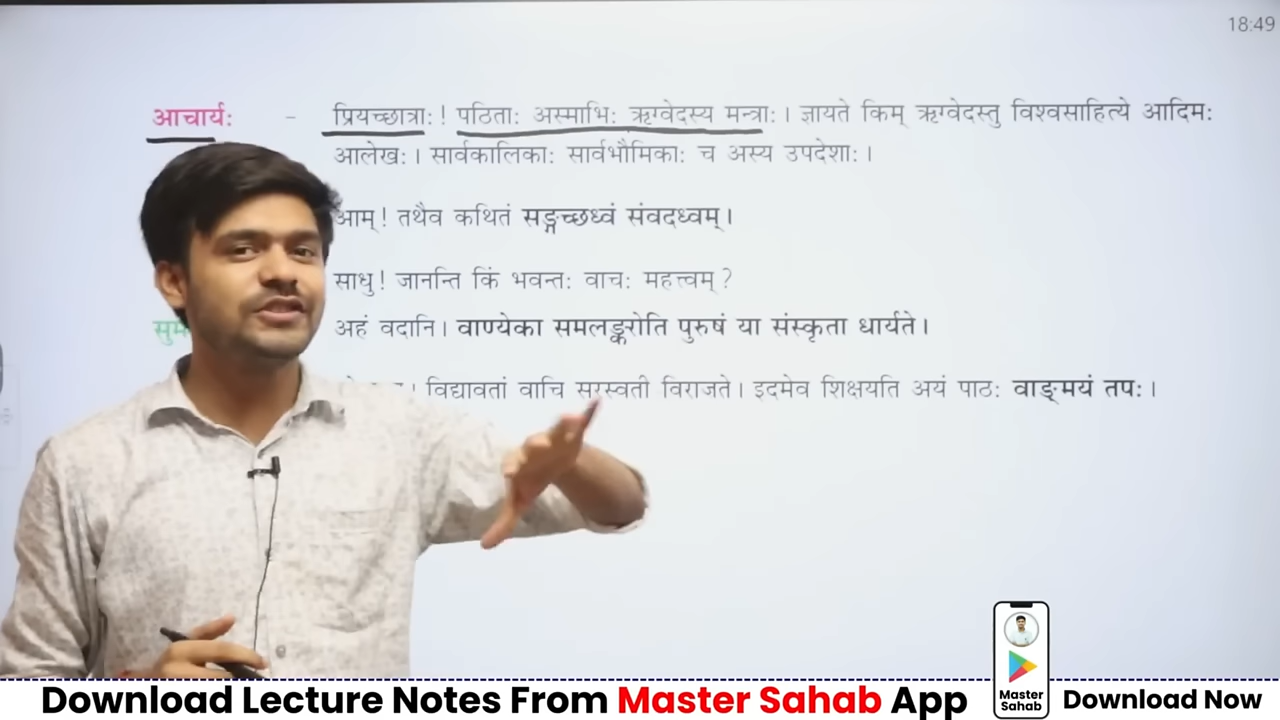 18:49
आचार्य: - प्रियच्छात्रा: ! पठिता: अस्माभि: ऋग्वेदस्य मन्त्रा: । ज्ञायते किम् ऋग्वेदस्तु विश्वसाहित्ये आदिम:
आलेख: । सार्वकालिका: सार्वभौमिका: च अस्य उपदेशा: ।
आम् ! तथैव कथितं सङ्गच्छध्वं संवदध्वम् ।
साधु ! जानन्ति किं भवन्त: वाच: महत्त्वम् ?
अहं वदानि । वाण्येका समलङ्करोति पुरुषं या संस्कृता धार्यते ।
। विद्यावतां वाचि सरस्वती विराजते । इदमेव शिक्षयति अयं पाठ: वाङ्मयं तप: ।
Master
Sahab
Download Lecture Notes From Master Sahab App Download Now